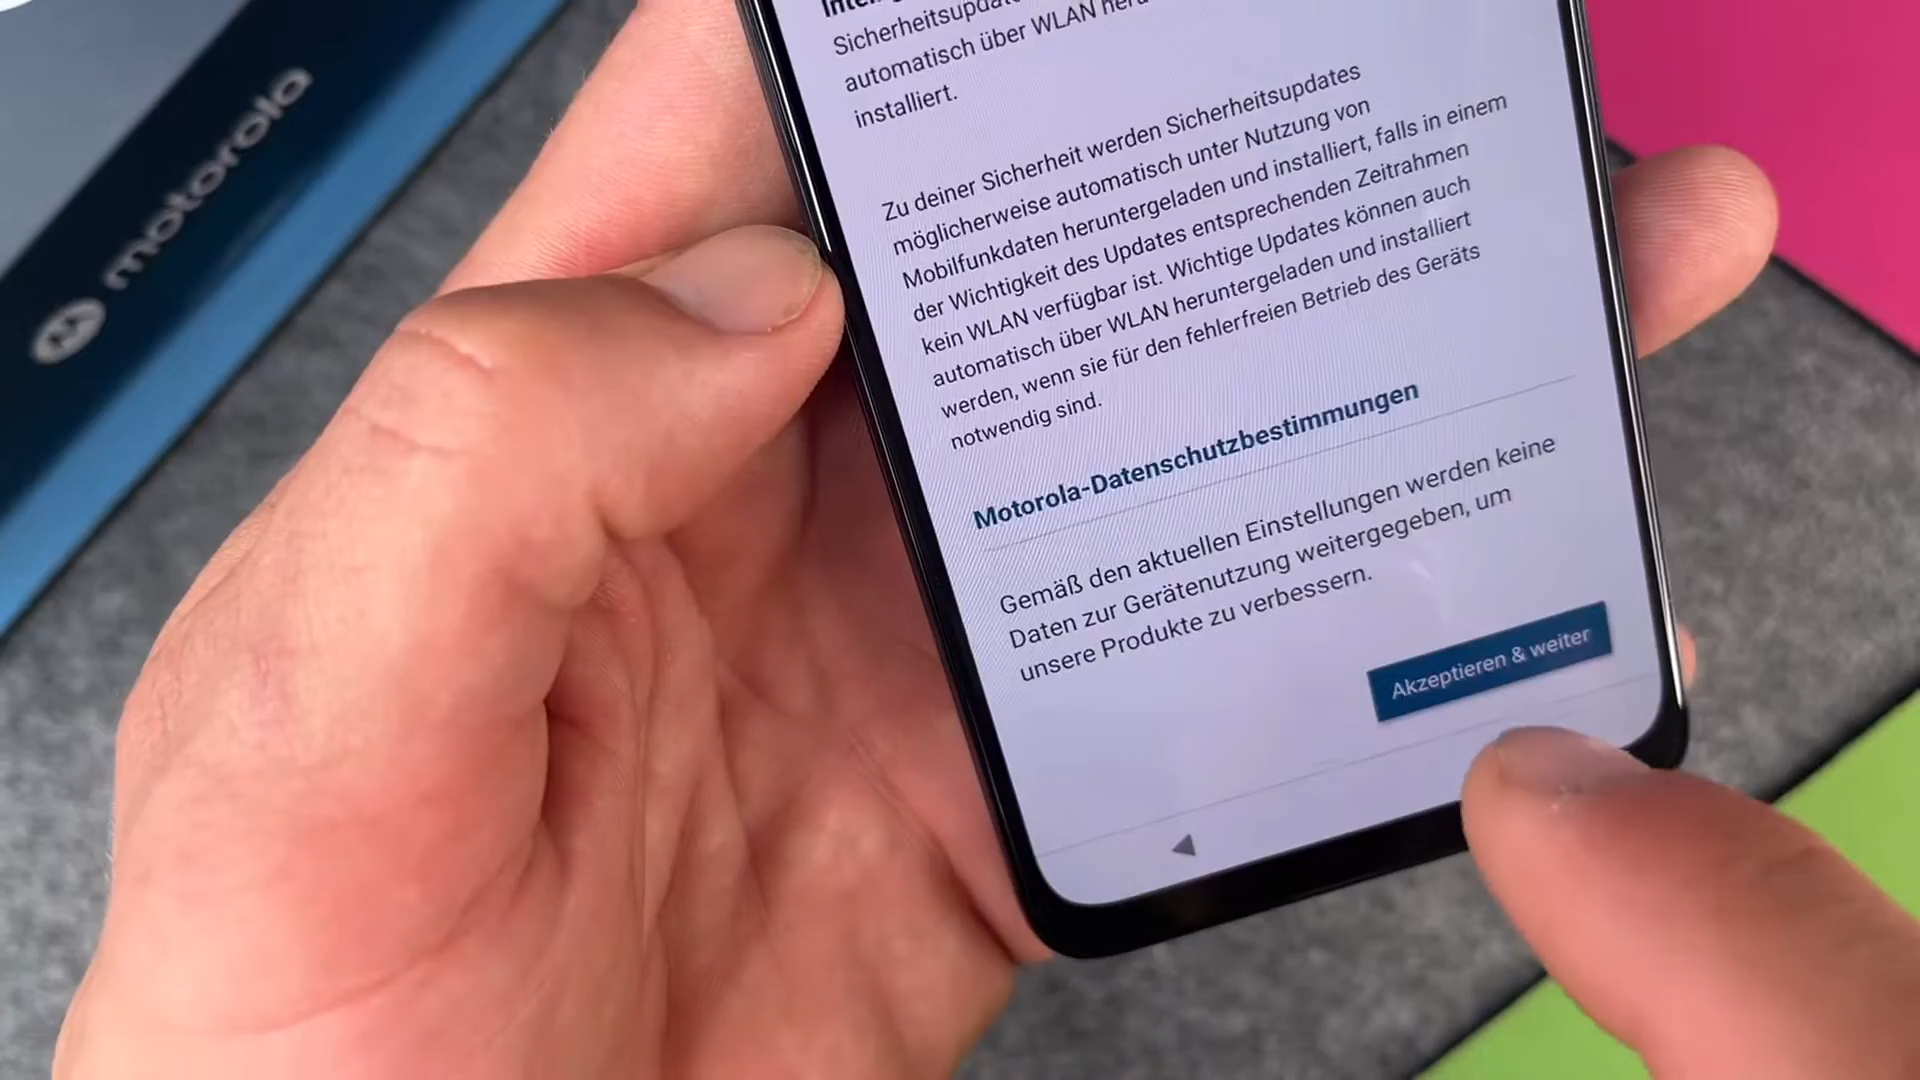 motorola
Sicherheitsupdates
automatisch über WLAN
installiert.
Zu deiner Sicherheit werden Sicherheitsupdates
möglicherweise automatisch unter Nutzung von
Mobilfunkdaten heruntergeladen und installiert, falls in einem
der Wichtigkeit des Updates entsprechenden Zeitrahmen
kein WLAN verfügbar ist. Wichtige Updates können auch
automatisch über WLAN heruntergeladen und installiert
werden, wenn sie für den fehlerfreien Betrieb des Geräts
notwendig sind.
Motorola-Datenschutzbestimmungen
Gemäß den aktuellen Einstellungen werden keine
Daten zur Gerätenutzung weitergegeben, um
unsere Produkte zu verbessern.
Akzeptieren & weiter